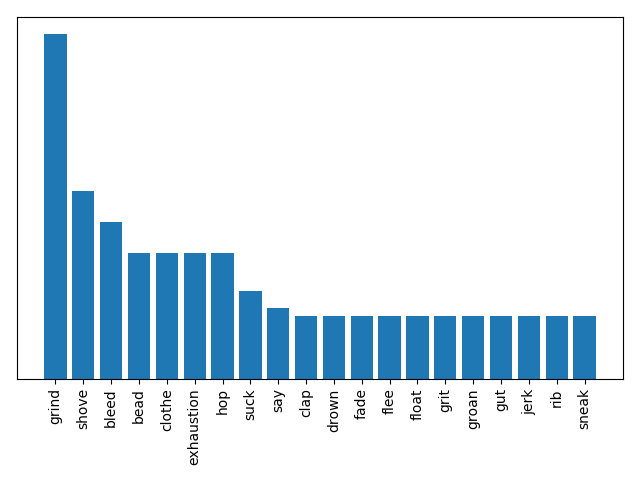 grind
shove
bleed
bead
clothe
exhaustion
hop
suck
say
clap
drown
fade
flee
float
grit
groan
gut
jerk
rib
sneak